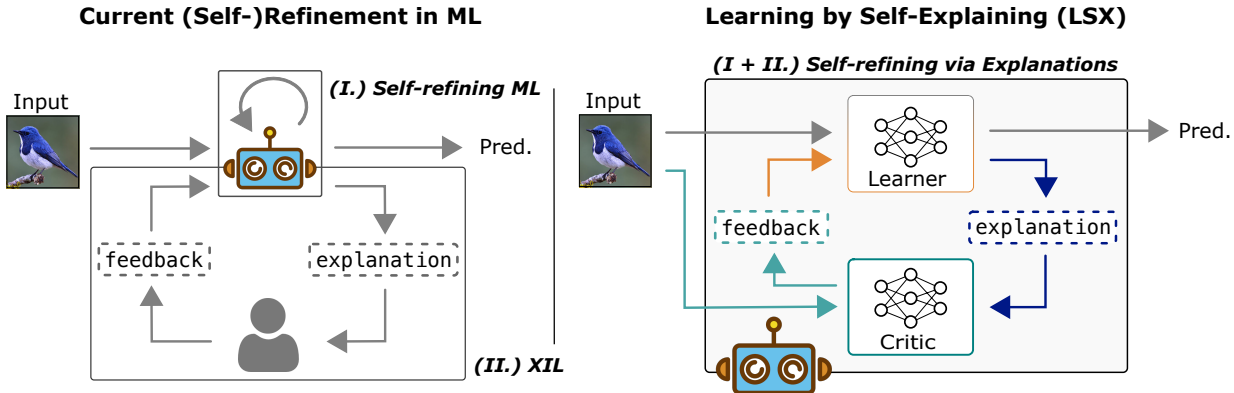 Current (Self-)Refinement in ML
(I.) Self-refining ML
Input
Pred.
feedback
explanation
(II.) XIL
Learning by Self-Explaining (LSX)
(I + II.) Self-refining via Explanations
Input
Learner
Pred.
feedback
explanation
Critic